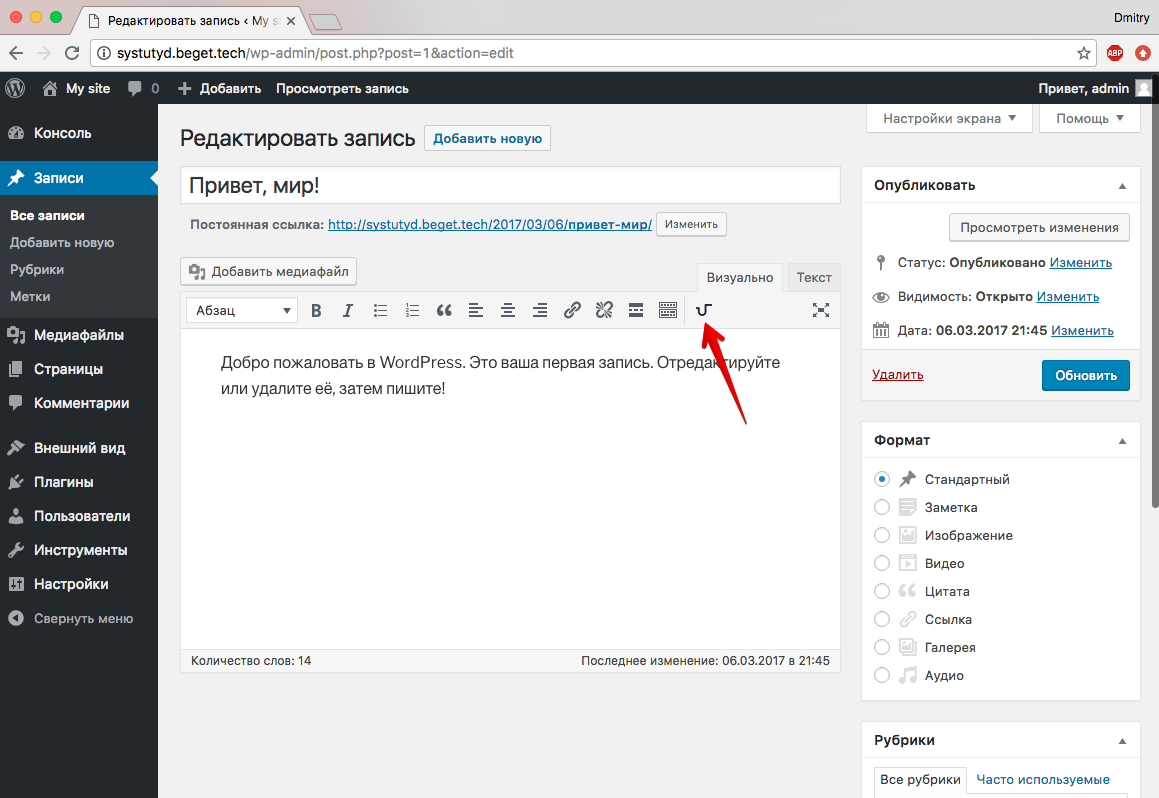 Редактировать запись ‹ My s
Dmitry
systutyd.beget.tech/wp-admin/post.php?post=1&action=edit
ABP
My site 0 Добавить Просмотреть запись Привет, admin
Настройки экрана Помощь
Консоль
Записи
Все записи
Добавить новую
Рубрики
Метки
Медиафайлы
Страницы
Комментарии
Внешний вид
Плагины
Пользователи
Инструменты
Настройки
Свернуть меню
Редактировать запись Добавить новую
Привет, мир!
Постоянная ссылка: http://systutyd.beget.tech/2017/03/06/привет-мир/ Изменить
Добавить медиафайл
Визуально Текст
Абзац
Добро пожаловать в WordPress. Это ваша первая запись. Отредактируйте
или удалите её, затем пишите!
Количество слов: 14 Последнее изменение: 06.03.2017 в 21:45
Опубликовать
Просмотреть изменения
Статус: Опубликовано Изменить
Видимость: Открыто Изменить
Дата: 06.03.2017 21:45 Изменить
Удалить Обновить
Формат
Стандартный
Заметка
Изображение
Видео
Цитата
Ссылка
Галерея
Аудио
Рубрики
Все рубрики Часто используемые